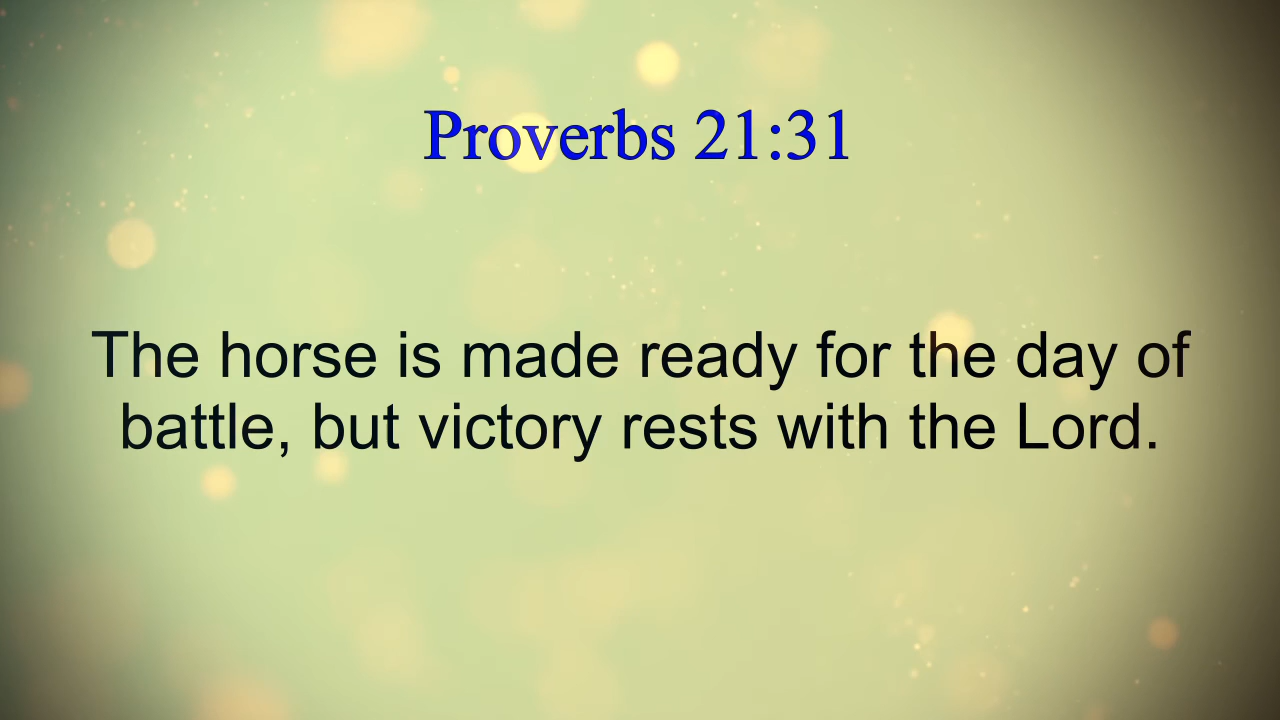 Proverbs 21:31
The horse is made ready for the day of
battle, but victory rests with the Lord.